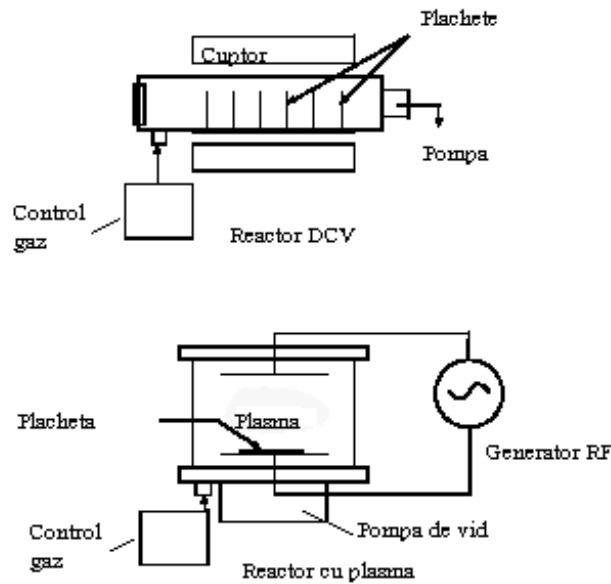 Plachete
Cuptor
Pompa
Control
gaz
Reactor DCV
Placheta
Plasma
Generator RF
Control
gaz
Pompa de vid
Reactor cu plasma